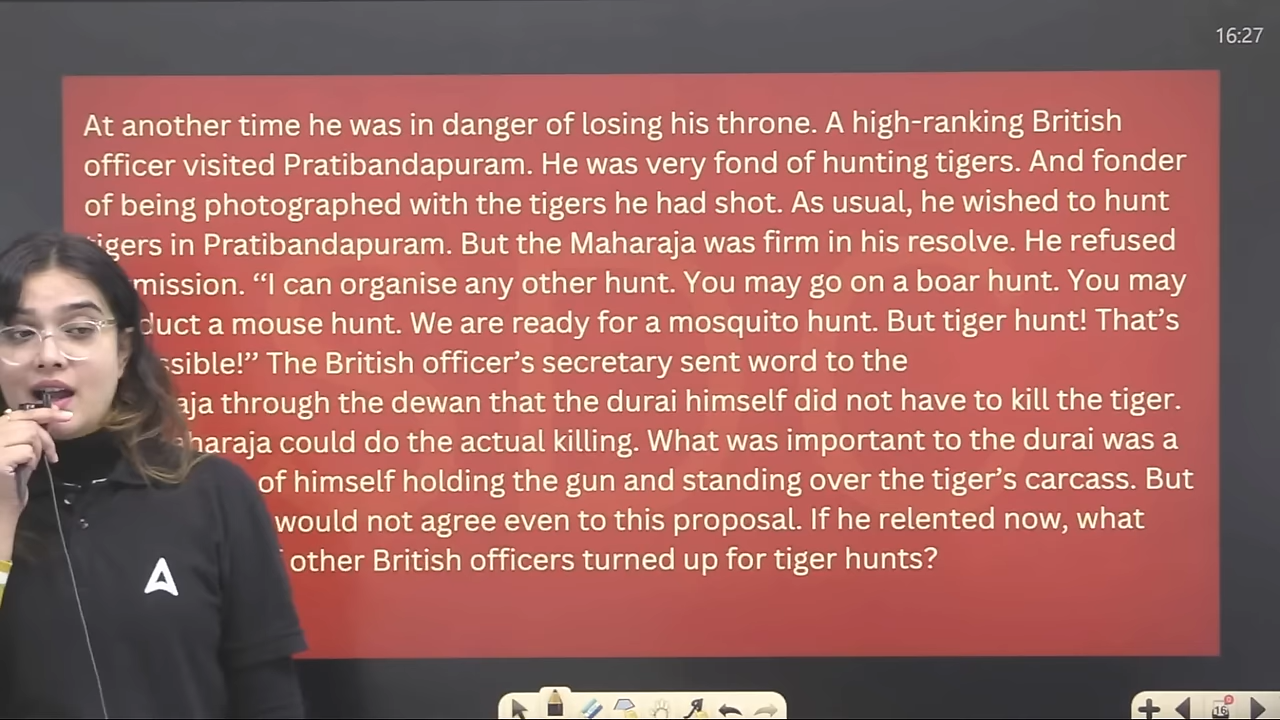 16:27
At another time he was in danger of losing his throne. A high-ranking British
officer visited Pratibandapuram. He was very fond of hunting tigers. And fonder
of being photographed with the tigers he had shot. As usual, he wished to hunt
tigers in Pratibandapuram. But the Maharaja was firm in his resolve. He refused
mission. “I can organise any other hunt. You may go on a boar hunt. You may
duct a mouse hunt. We are ready for a mosquito hunt. But tiger hunt! That’s
ssible!” The British officer’s secretary sent word to the
aja through the dewan that the durai himself did not have to kill the tiger.
aharaja could do the actual killing. What was important to the durai was a
of himself holding the gun and standing over the tiger’s carcass. But
would not agree even to this proposal. If he relented now, what
other British officers turned up for tiger hunts?
16